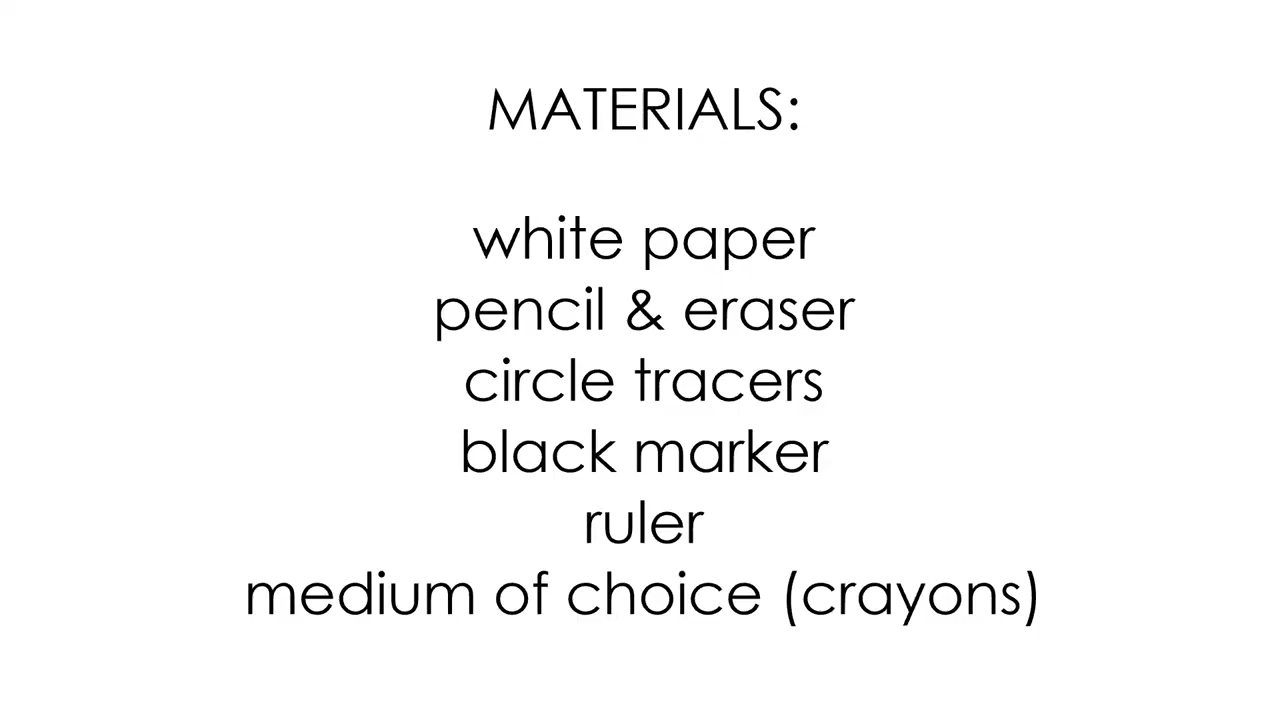 MATERIALS:
white paper
pencil & eraser
circle tracers
black marker
ruler
medium of choice (crayons)